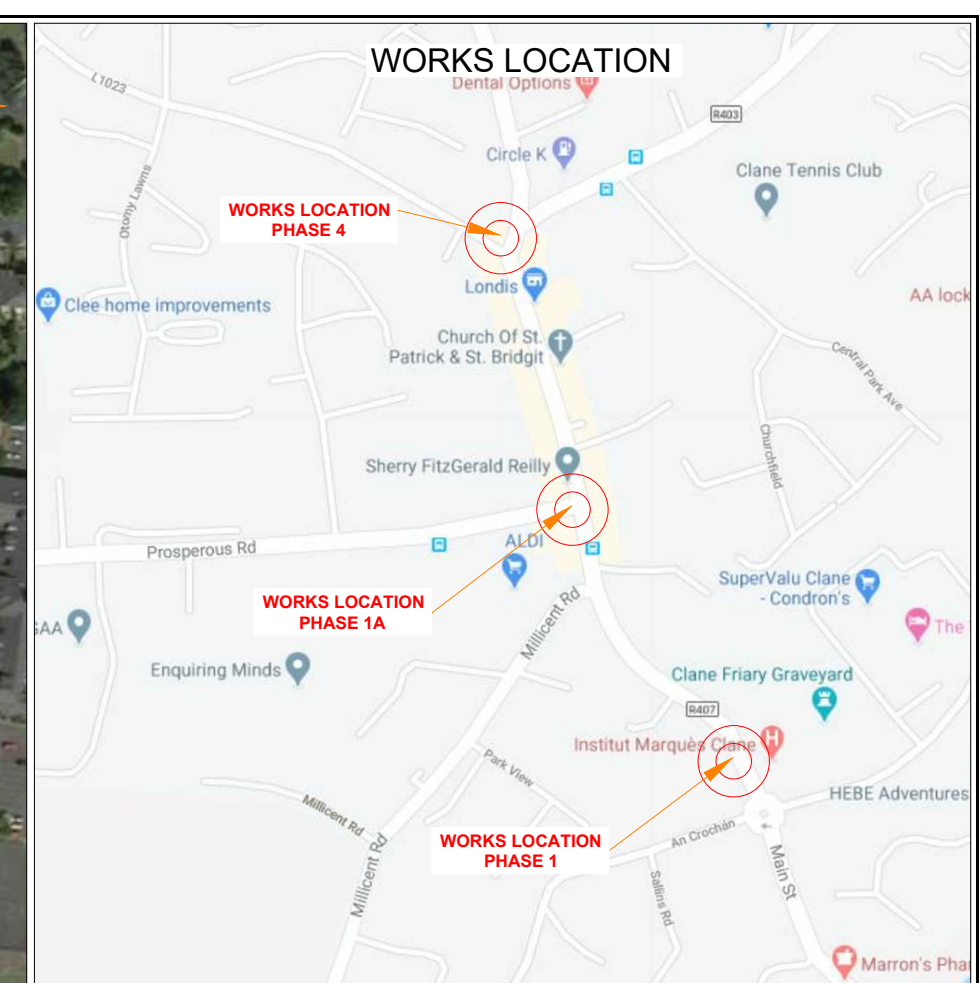 WORKS LOCATION
L1023
Dental Options
R403
Circle K
Clane Tennis Club
Otomy Lawns
WORKS LOCATION
PHASE 4
Londis
AA lock
Clee home improvements
Church Of St.
Patrick & St. Bridgit
Central Park Ave
Churchfield
Sherry FitzGerald Reilly
Prosperous Rd
ALDI
SuperValu Clane
- Condron's
Millicent Rd
WORKS LOCATION
PHASE 1A
GAA
The
Enquiring Minds
Clane Friary Graveyard
R407
Institut Marquès Clane
H
Park View
HEBE Adventures
Millicent Rd
WORKS LOCATION
PHASE 1
An Crochán
Main St
Millicent Rd
Sallins Rd
Marron's Phar